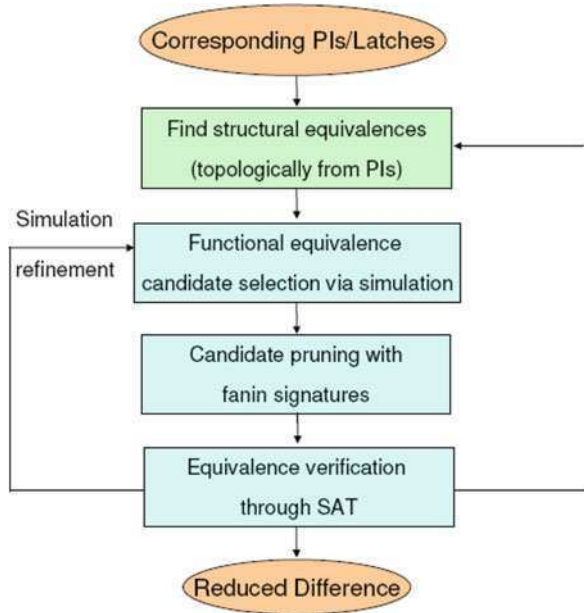 Corresponding PIs/Latches
Find structural equivalences
(topologically from PIs)
Simulation
refinement
Functional equivalence
candidate selection via simulation
Candidate pruning with
fanin signatures
Equivalence verification
through SAT
Reduced Difference